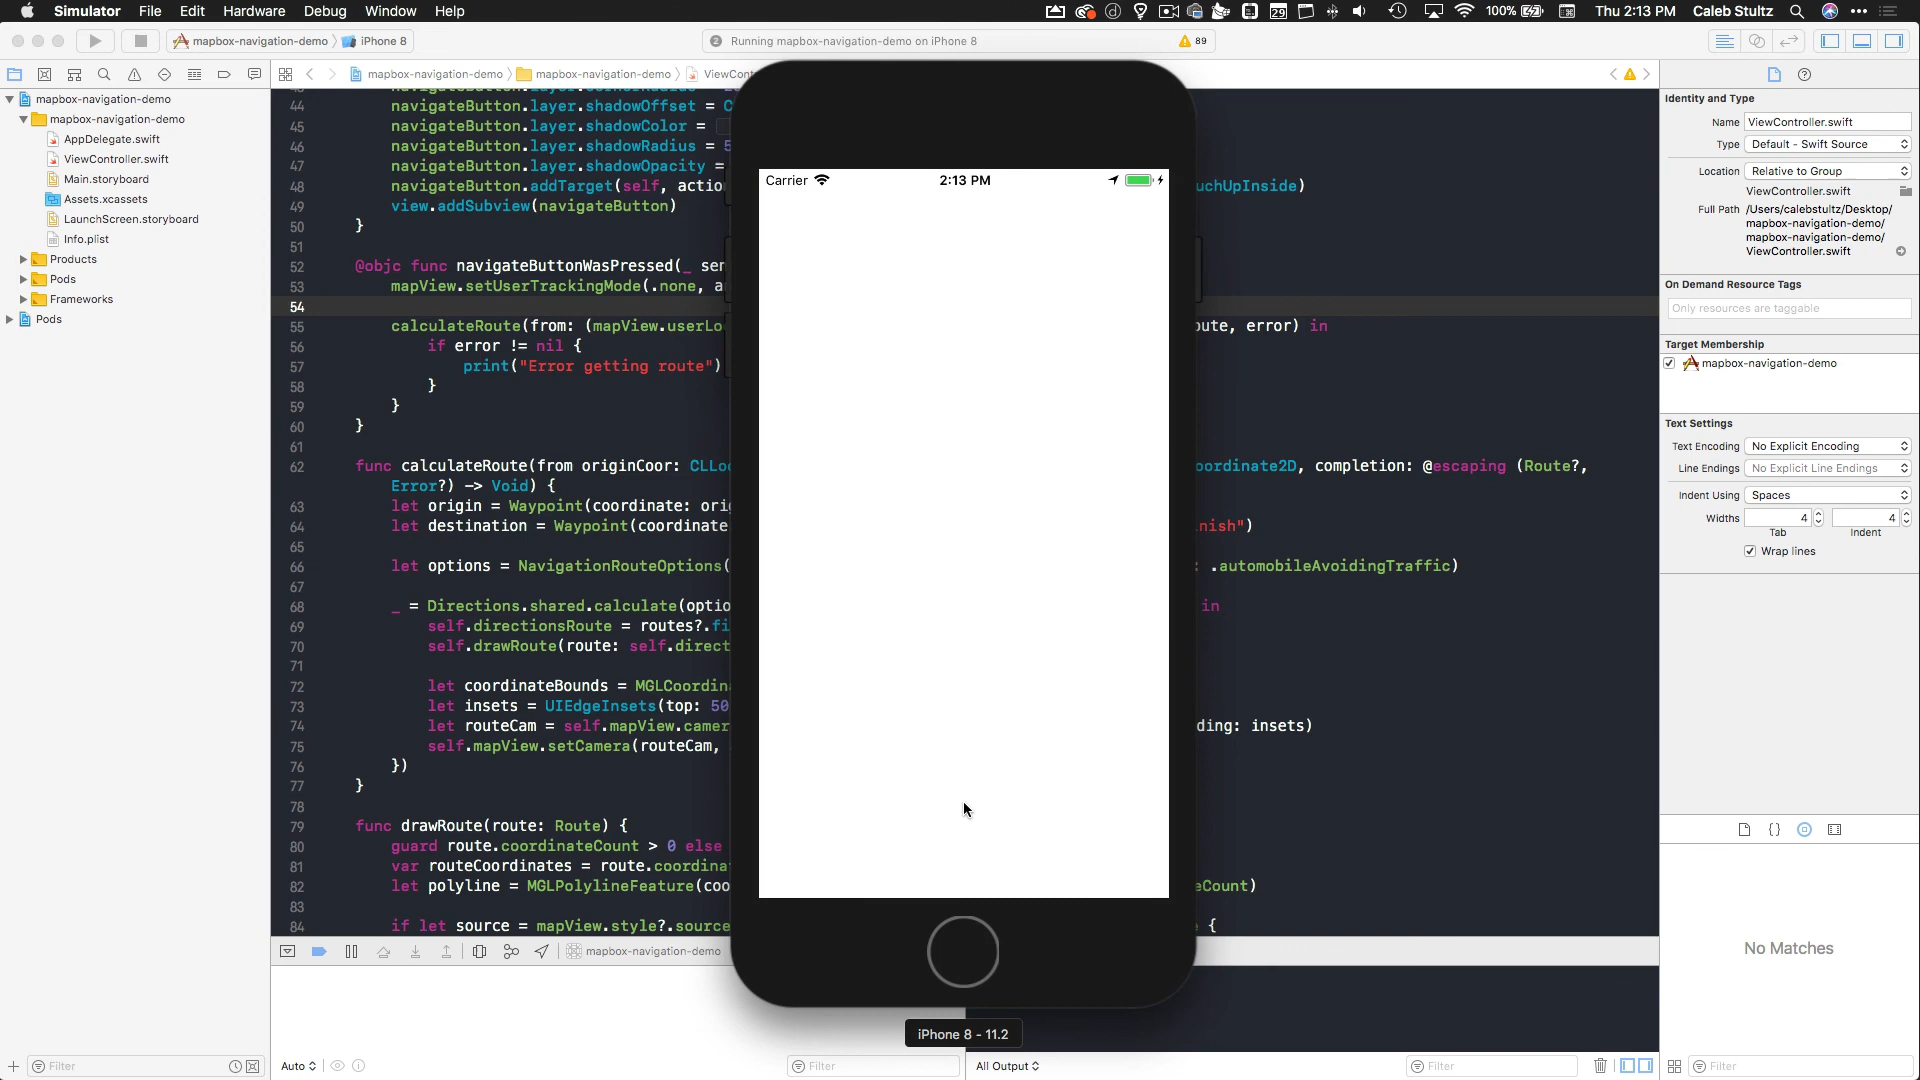 Simulator File Edit Hardware Debug Window Help
29 100% Thu 2:13 PM Caleb Stultz
mapbox-navigation-demo iPhone 8
2 Running mapbox-navigation-demo on iPhone 8 89
mapbox-navigation-demo mapbox-navigation-demo ViewCont
mapbox-navigation-demo
mapbox-navigation-demo
AppDelegate.swift
ViewController.swift
Main.storyboard
Assets.xcassets
LaunchScreen.storyboard
Info.plist
Products
Pods
Frameworks
Pods
44 navigateButton.layer.shadowOffset = C
45 navigateButton.layer.shadowColor =
46 navigateButton.layer.shadowRadius = 5
47 navigateButton.layer.shadowOpacity =
48 navigateButton.addTarget(self, actio uchUpInside)
49 view.addSubview(navigateButton)
50 }
51
52 @objc func navigateButtonWasPressed(_ sen
53 mapView.setUserTrackingMode(.none, a
54
55 calculateRoute(from: (mapView.userLo ute, error) in
56 if error != nil {
57 print("Error getting route")
58 }
59 }
60 }
61
62 func calculateRoute(from originCoor: CLLo oordinate2D, completion: @escaping (Route?,
Error?) -> Void) {
63 let origin = Waypoint(coordinate: ori
64 let destination = Waypoint(coordinate nish")
65
66 let options = NavigationRouteOptions( : .automobileAvoidingTraffic)
67
68 _ = Directions.shared.calculate(optio in
69 self.directionsRoute = routes?.fi
70 self.drawRoute(route: self.direct
71
72 let coordinateBounds = MGLCoordin
73 let insets = UIEdgeInsets(top: 50
74 let routeCam = self.mapView.camer ding: insets)
75 self.mapView.setCamera(routeCam,
76 })
77 }
78
79 func drawRoute(route: Route) {
80 guard route.coordinateCount > 0 else
81 var routeCoordinates = route.coordina
82 let polyline = MGLPolylineFeature(coo eCount)
83
84 if let source = mapView.style?.source {
Carrier 2:13 PM
iPhone 8 - 11.2
mapbox-navigation-demo
Filter
Auto
Filter
All Output
Filter
Identity and Type
Name ViewController.swift
Type Default - Swift Source
Location Relative to Group
ViewController.swift
Full Path /Users/calebstultz/Desktop/
mapbox-navigation-demo/
mapbox-navigation-demo/
ViewController.swift
On Demand Resource Tags
Only resources are taggable
Target Membership
mapbox-navigation-demo
Text Settings
Text Encoding No Explicit Encoding
Line Endings No Explicit Line Endings
Indent Using Spaces
Widths 4 4
Tab Indent
Wrap lines
No Matches
Filter